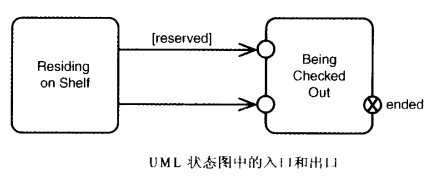 [reserved]
Residing
on Shelf
Being
Checked
Out
ended
UML 状态图中的入口和出口